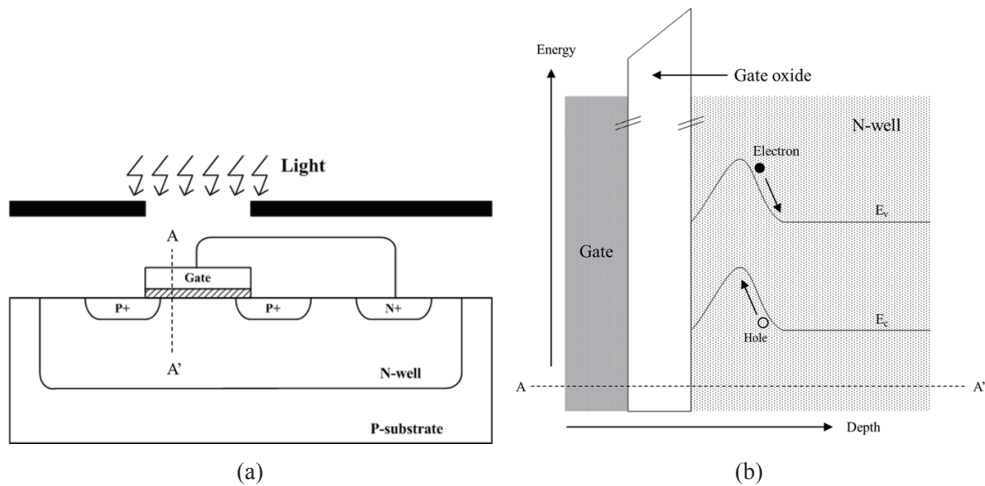 Light
A
Gate
P+
P+
N+
A'
N-well
P-substrate
(a)
Energy
Gate oxide
N-well
Electron
Ev
Gate
Ec
Hole
A
A'
Depth
(b)